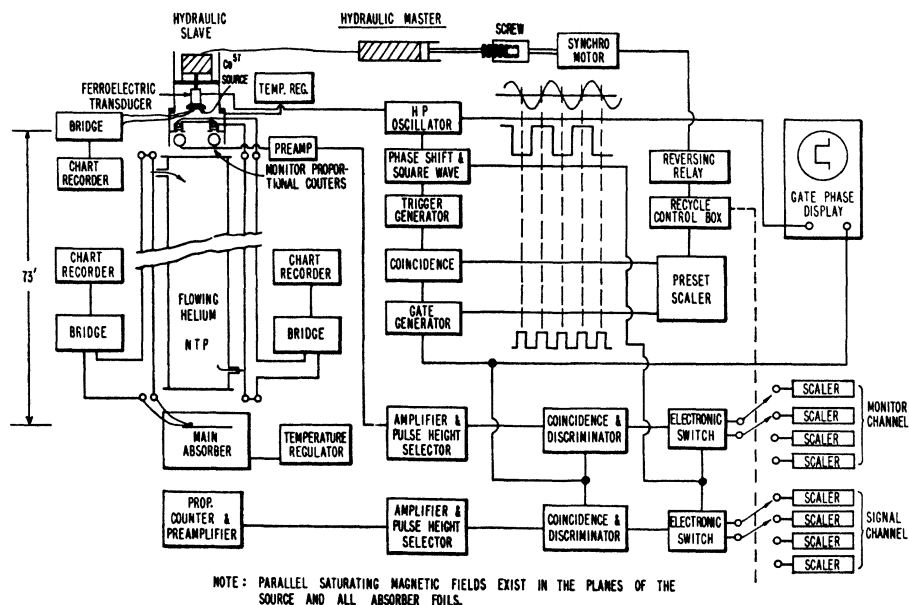 HYDRAULIC
SLAVE
HYDRAULIC MASTER
SCREW
SYNCHRO
MOTOR
Co57
SOURCE
FERROELECTRIC
TRANSDUCER
TEMP. REG.
BRIDGE
CHART
RECORDER
PREAMP
MONITOR PROPOR-
TIONAL COUTERS
HP
OSCILLATOR
PHASE SHIFT &
SQUARE WAVE
TRIGGER
GENERATOR
COINCIDENCE
GATE
GENERATOR
REVERSING
RELAY
RECYCLE
CONTROL BOX
PRESET
SCALER
GATE PHASE
DISPLAY
73'
CHART
RECORDER
BRIDGE
FLOWING
HELIUM
NTP
CHART
RECORDER
BRIDGE
MAIN
ABSORBER
TEMPERATURE
REGULATOR
AMPLIFIER &
PULSE HEIGHT
SELECTOR
COINCIDENCE
& DISCRIMINATOR
ELECTRONIC
SWITCH
SCALER
SCALER
SCALER
SCALER
MONITOR
CHANNEL
PROP.
COUNTER &
PREAMPLIFIER
AMPLIFIER &
PULSE HEIGHT
SELECTOR
COINCIDENCE &
DISCRIMINATOR
ELECTRONIC
SWITCH
SCALER
SCALER
SCALER
SCALER
SIGNAL
CHANNEL
NOTE: PARALLEL SATURATING MAGNETIC FIELDS EXIST IN THE PLANES OF THE
SOURCE AND ALL ABSORBER FOILS.